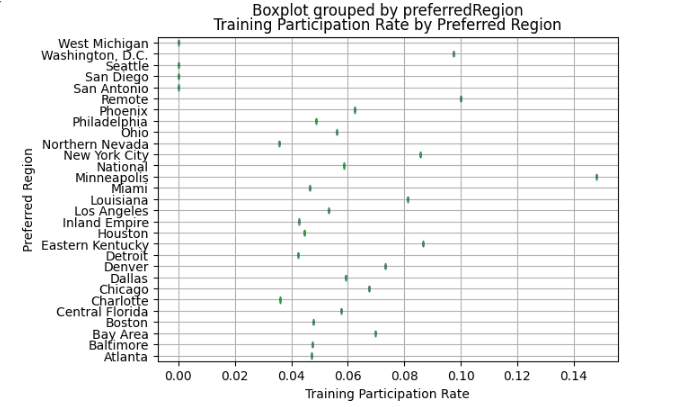 Boxplot grouped by preferredRegion
Training Participation Rate by Preferred Region
West Michigan
Washington, D.C.
Seattle
San Diego
San Antonio
Remote
Phoenix
Philadelphia
Ohio
Northern Nevada
New York City
National
Minneapolis
Miami
Louisiana
Los Angeles
Inland Empire
Houston
Eastern Kentucky
Detroit
Denver
Dallas
Chicago
Charlotte
Central Florida
Boston
Bay Area
Baltimore
Atlanta
Preferred Region
0.00 0.02 0.04 0.06 0.08 0.10 0.12 0.14
Training Participation Rate